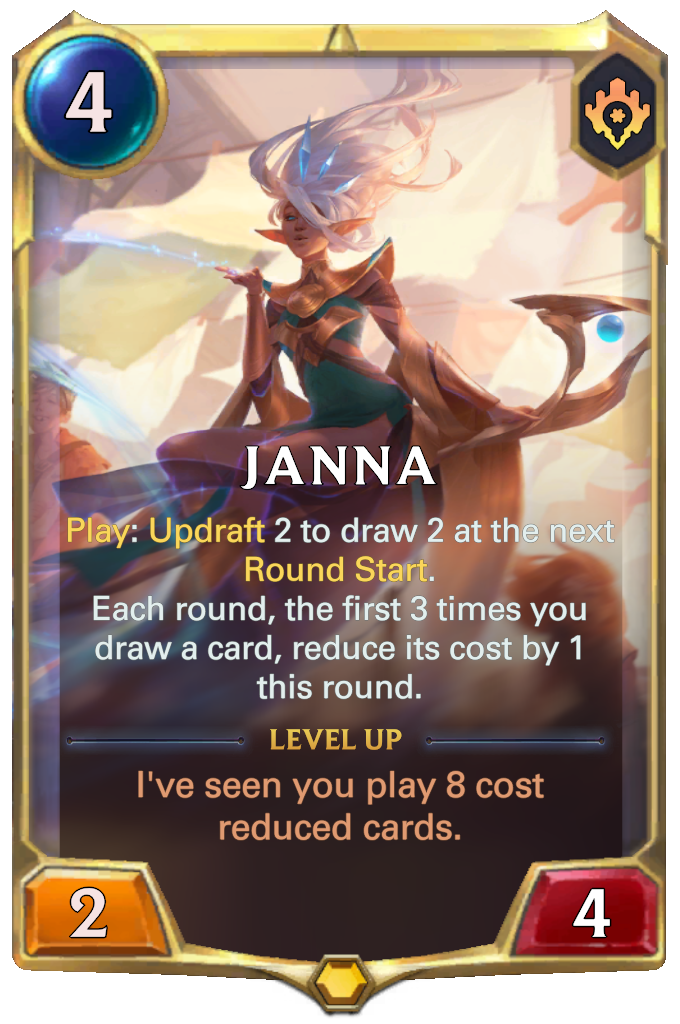 4
JANNA
Play: Updraft 2 to draw 2 at the next
Round Start.
Each round, the first 3 times you
draw a card, reduce its cost by 1
this round.
LEVEL UP
I've seen you play 8 cost
reduced cards.
2
4